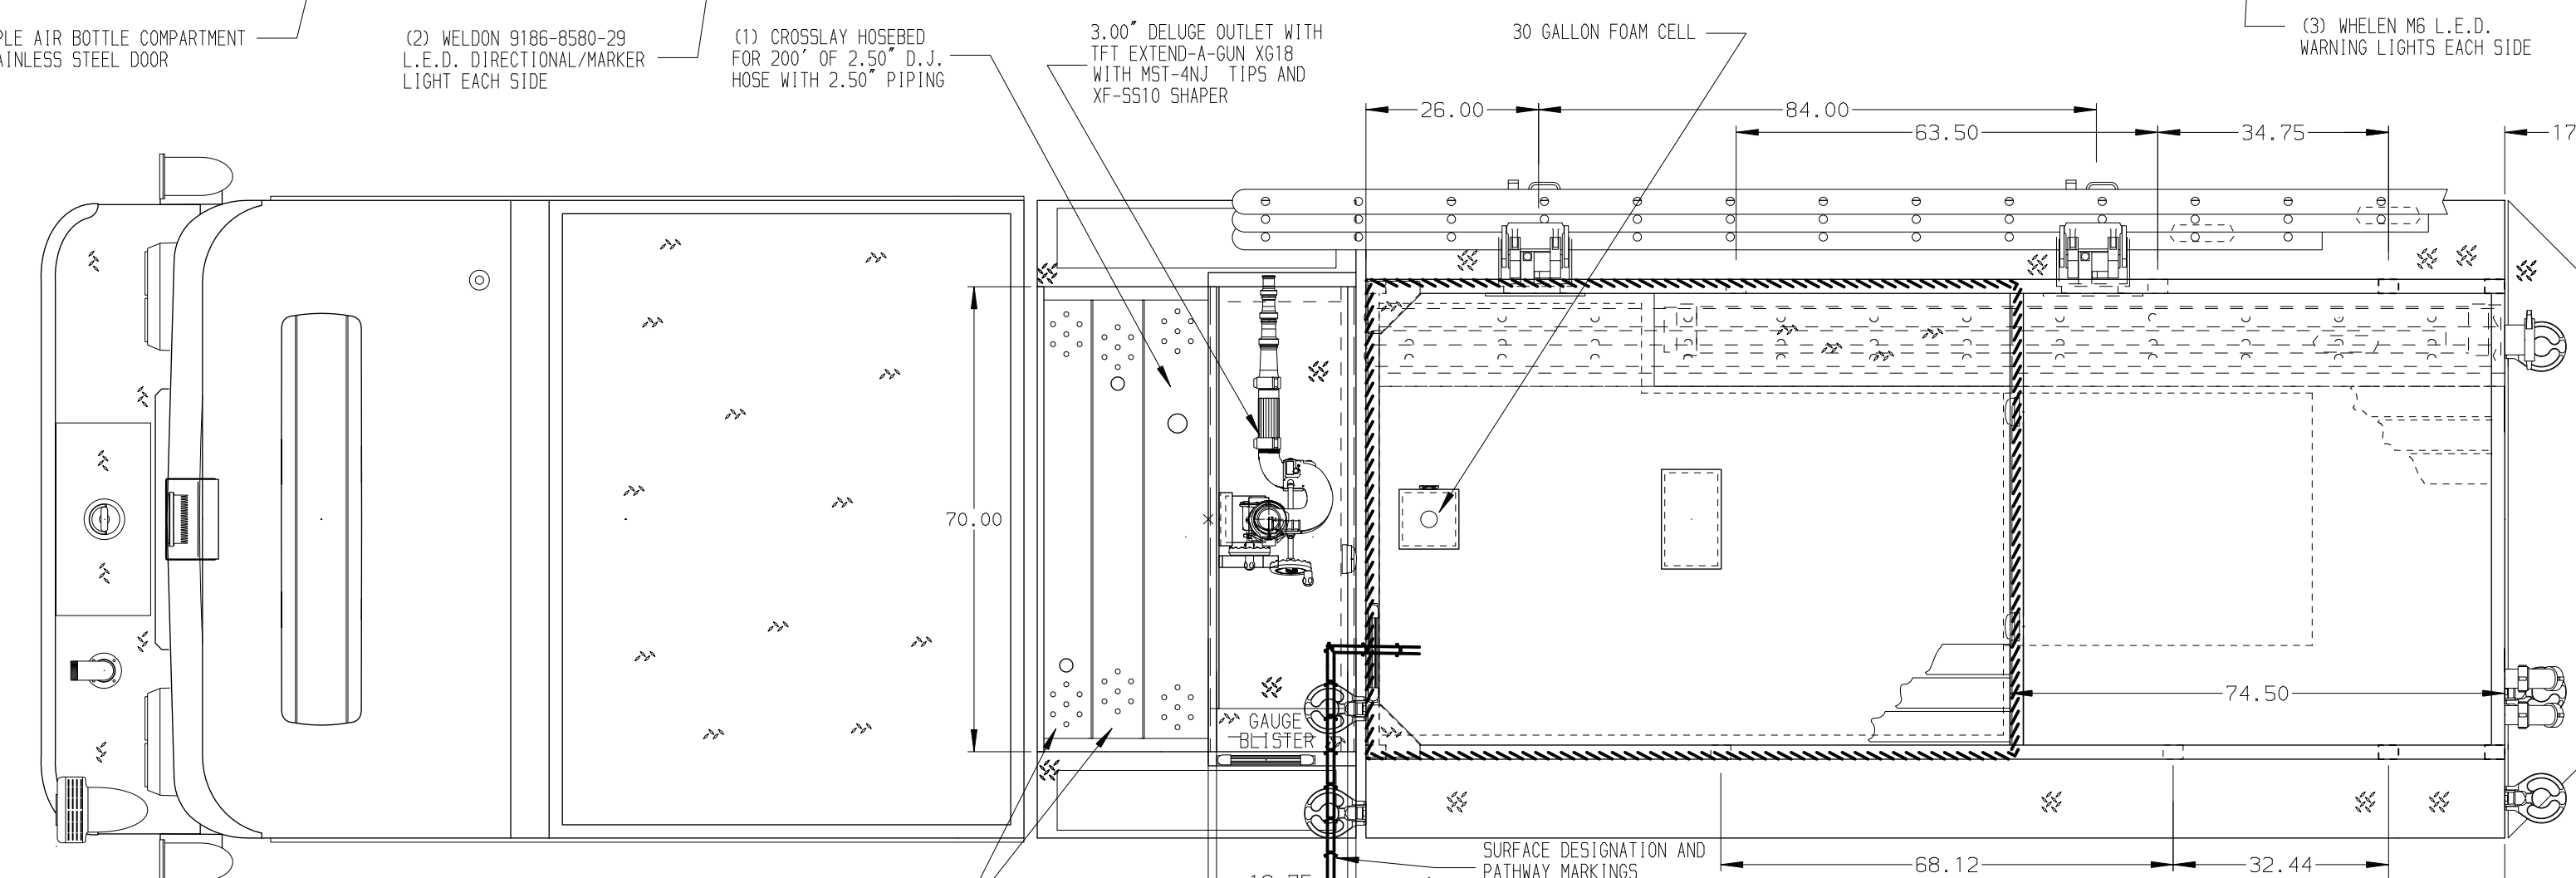 PLE AIR BOTTLE COMPARTMENT
AINLESS STEEL DOOR
(2) WELDON 9186-8580-29
L.E.D. DIRECTIONAL/MARKER
LIGHT EACH SIDE
(1) CROSSLAY HOSEBED
FOR 200' OF 2.50" D.J.
HOSE WITH 2.50" PIPING
3.00" DELUGE OUTLET WITH
TFT EXTEND-A-GUN XG18
WITH MST-4NJ TIPS AND
XF-SS10 SHAPER
30 GALLON FOAM CELL
(3) WHELEN M6 L.E.D.
WARNING LIGHTS EACH SIDE
26.00
84.00
63.50
34.75
17
70.00
74.50
GAUGE
BLISTER
SURFACE DESIGNATION AND
PATHWAY MARKINGS
68.12
32.44